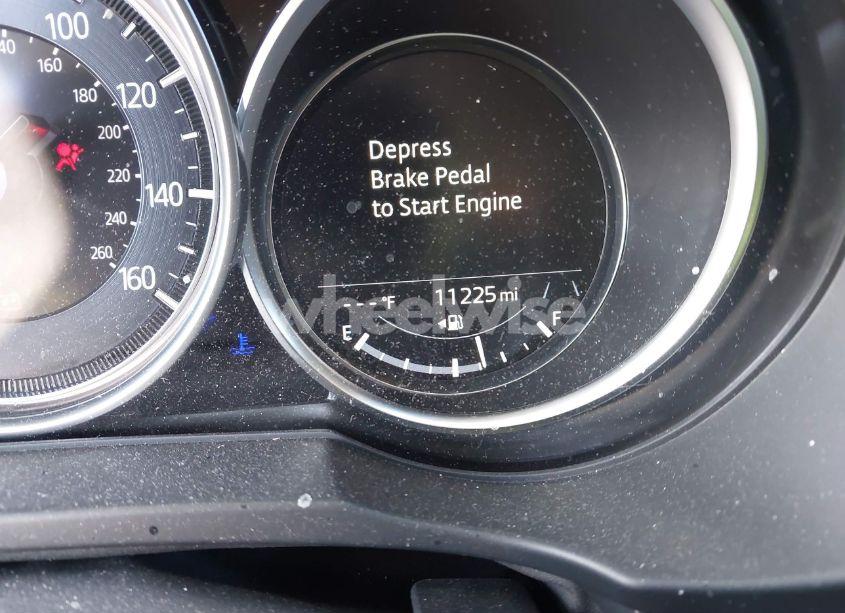 100
120
140
160
140
160
180
200
220
240
260
Depress
Brake Pedal
to Start Engine
- - - °F 11225 mi
E F
wheelwise